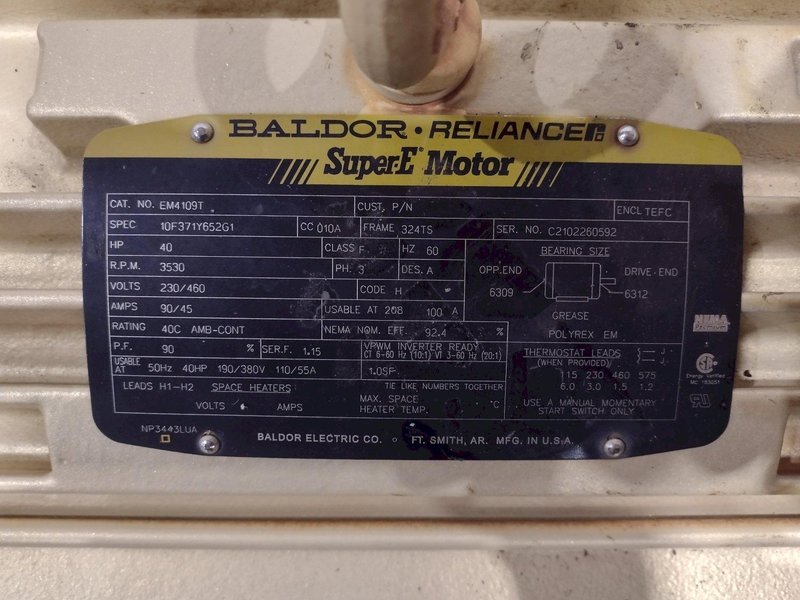 BALDOR · RELIANCE
Super-E® Motor
CAT. NO. EM4109T CUST. P/N ENCL TEFC
SPEC 10F371Y652G1 CC 010A FRAME 324TS SER. NO. C2102260592
HP 40 CLASS F HZ 60 BEARING SIZE
R.P.M. 3530 PH. 3 DES. A OPP.END DRIVE-END
VOLTS 230/460 CODE H 6309 6312
AMPS 90/45 USABLE AT 208 100 A GREASE
RATING 40C AMB-CONT NEMA NOM. EFF. 92.4 % POLYREX EM
P.F. 90 % SER.F. 1.15 VPWM INVERTER READY THERMOSTAT LEADS
CT 6-60 Hz (10:1) VT 3-60 Hz (20:1) (WHEN PROVIDED)
USABLE AT 50Hz 40HP 190/380V 110/55A 1.0SF 115 230 460 575
6.0 3.0 1.5 1.2
LEADS H1-H2 SPACE HEATERS TIE LIKE NUMBERS TOGETHER
VOLTS AMPS MAX. SPACE HEATER TEMP. °C USE A MANUAL MOMENTARY START SWITCH ONLY
NEMA
Premium
Energy Verified
MC 153051
NP3443LUA
BALDOR ELECTRIC CO. FT. SMITH, AR. MFG. IN U.S.A.